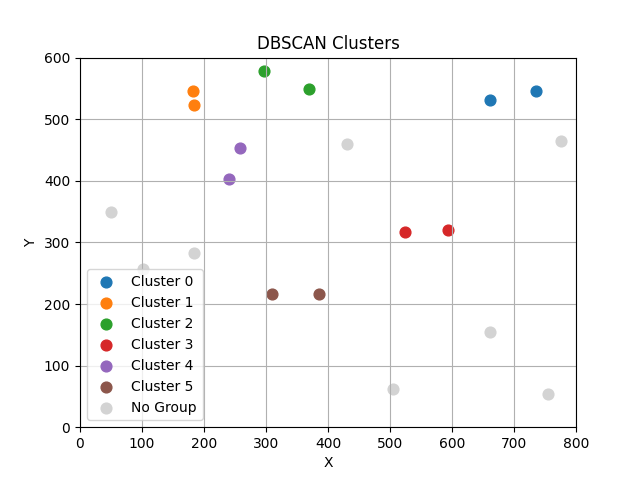 DBSCAN Clusters
600
500
400
300
200
100
0
Y
Cluster 0
Cluster 1
Cluster 2
Cluster 3
Cluster 4
Cluster 5
No Group
0 100 200 300 400 500 600 700 800
X